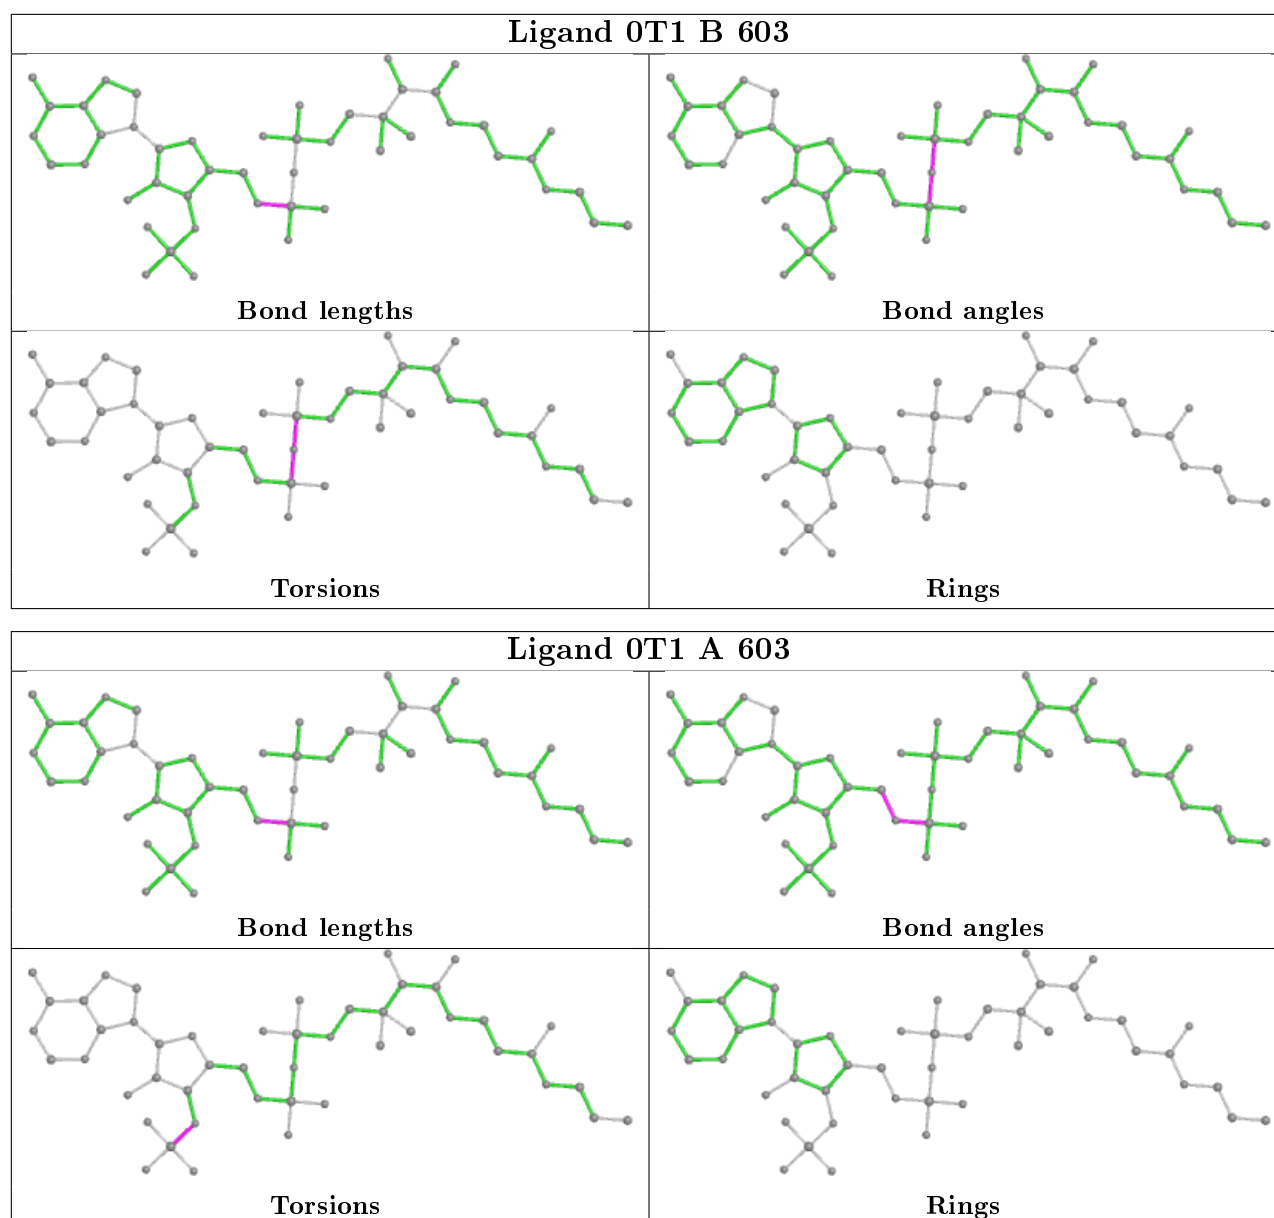 Ligand 0T1 B 603
Bond lengths
Bond angles
Torsions
Rings
Ligand 0T1 A 603
Bond lengths
Bond angles
Torsions
Rings